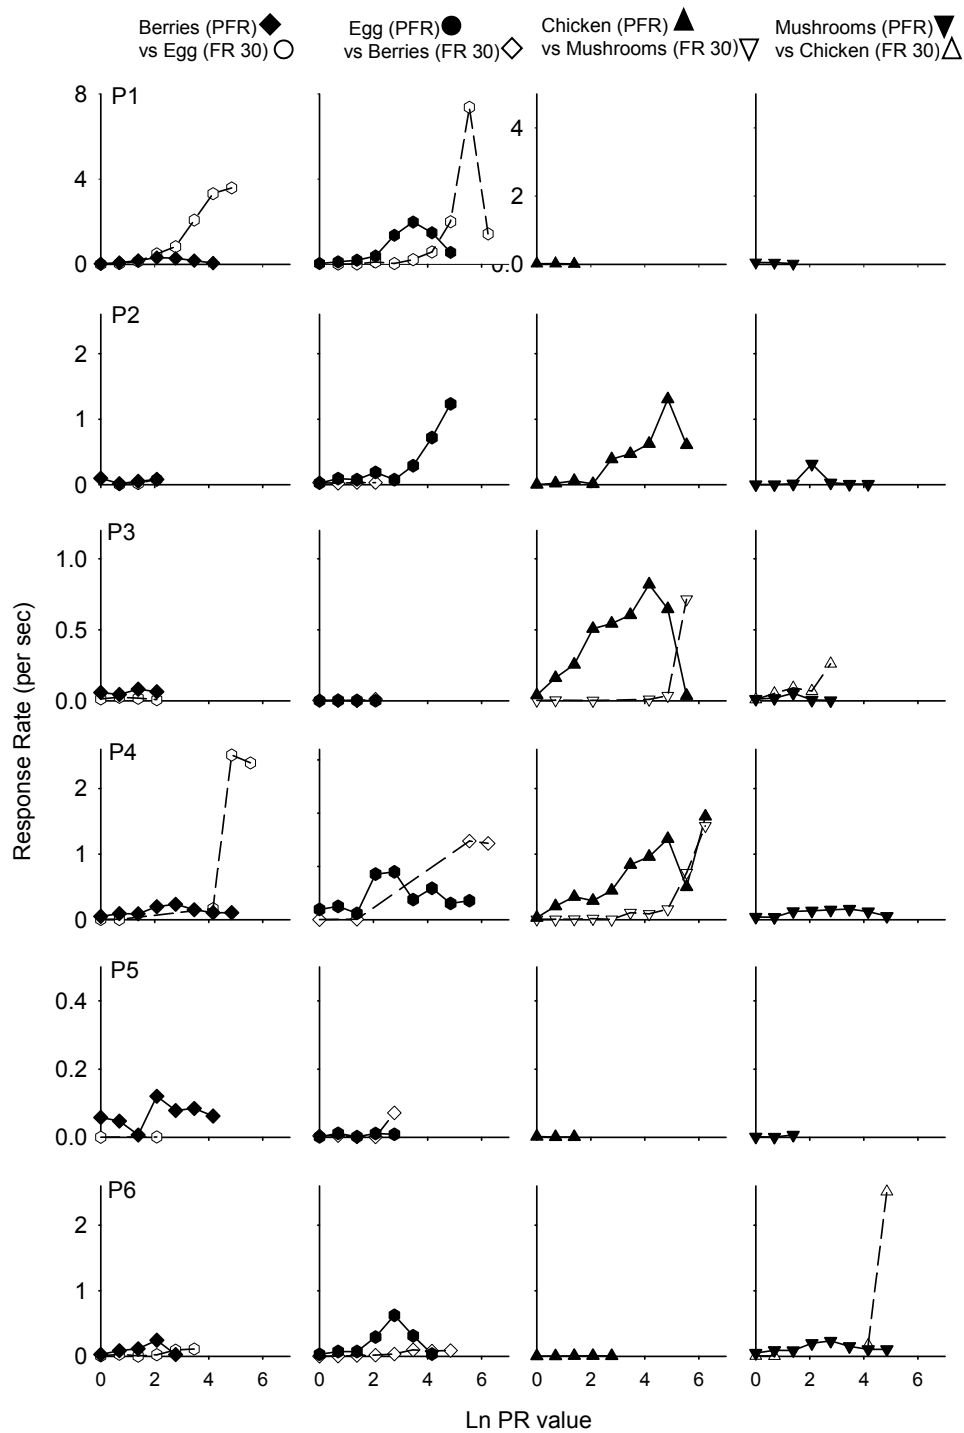 Berries (PFR)
vs Egg (FR 30)
Egg (PFR)
vs Berries (FR 30)
Chicken (PFR)
vs Mushrooms (FR 30)
Mushrooms (PFR)
vs Chicken (FR 30)
P1
8
4
0
4
2
0.0
P2
2
1
0
P3
1.0
0.5
0.0
P4
2
1
0
P5
0.4
0.2
0.0
P6
2
1
0
0 2 4 6
0 2 4 6
0 2 4 6
0 2 4 6
Response Rate (per sec)
Ln PR value